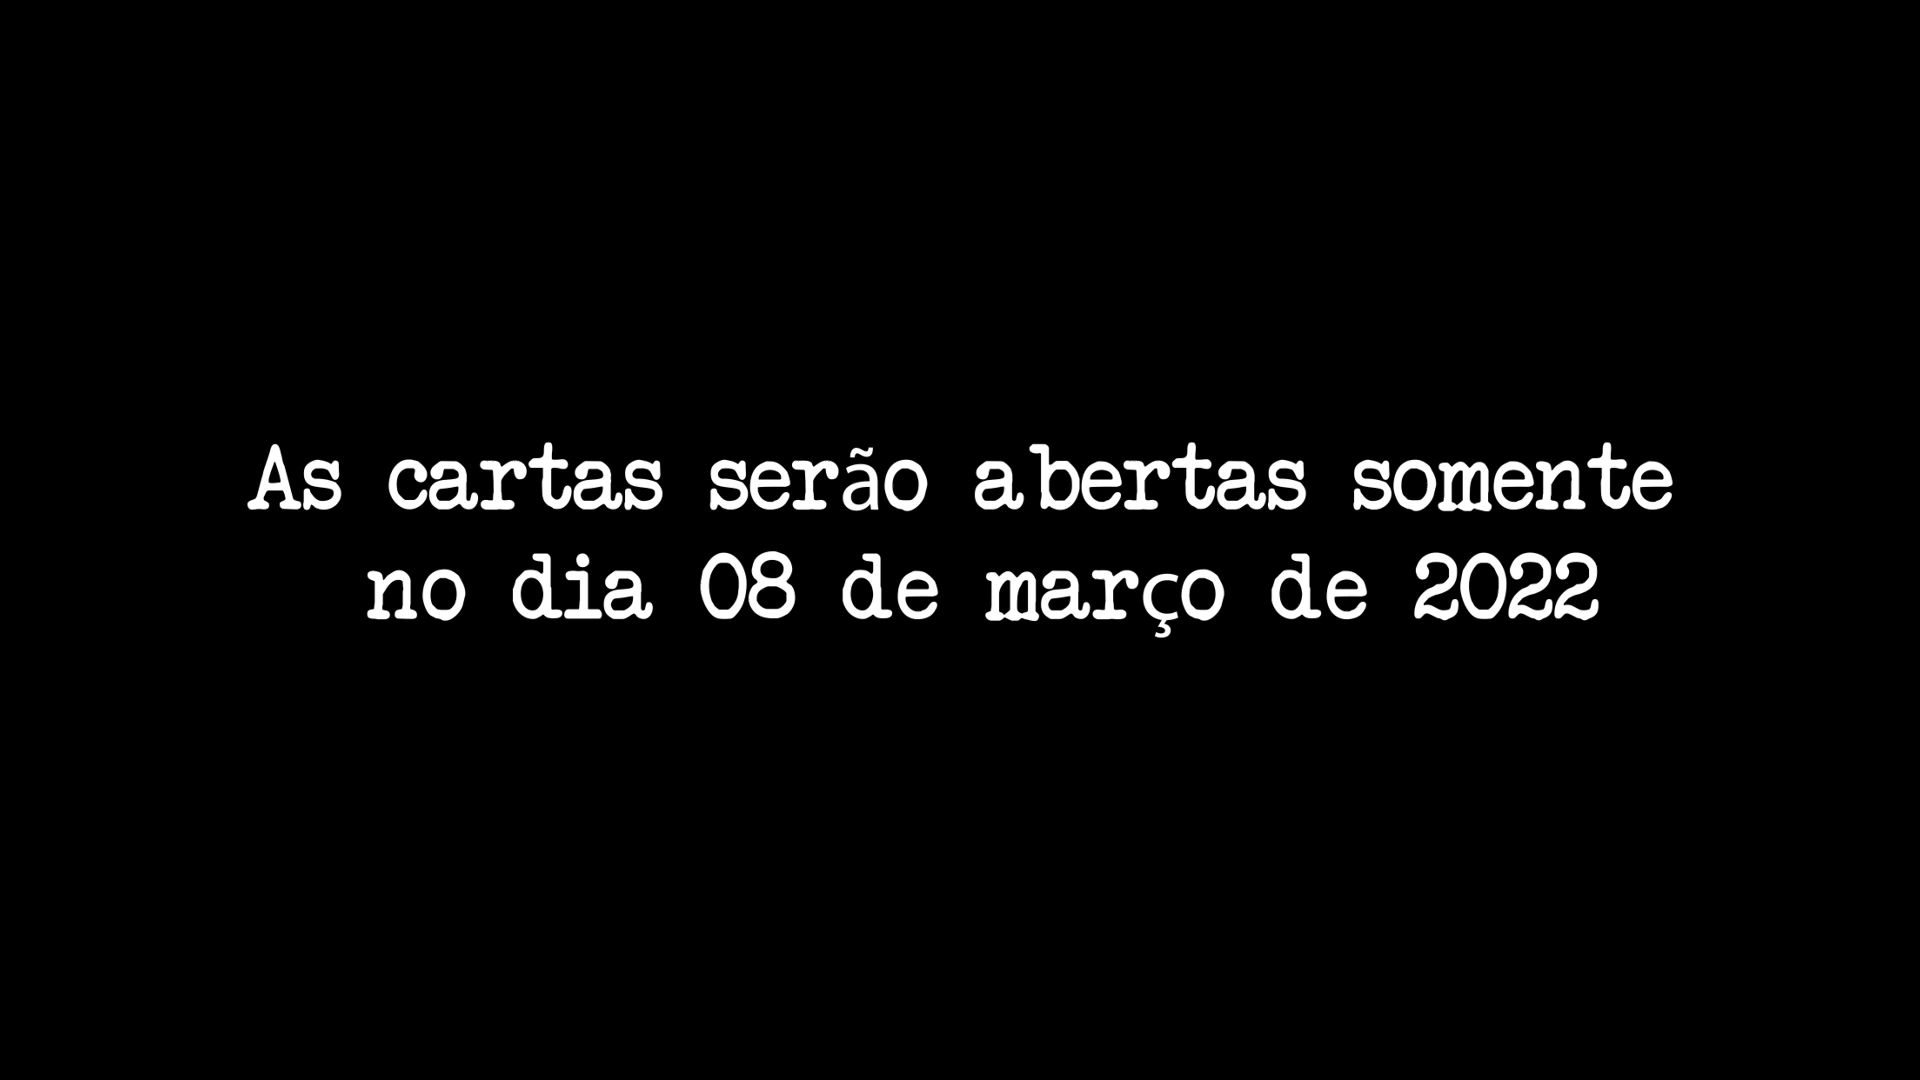 As cartas serão abertas somente
no dia 08 de março de 2022